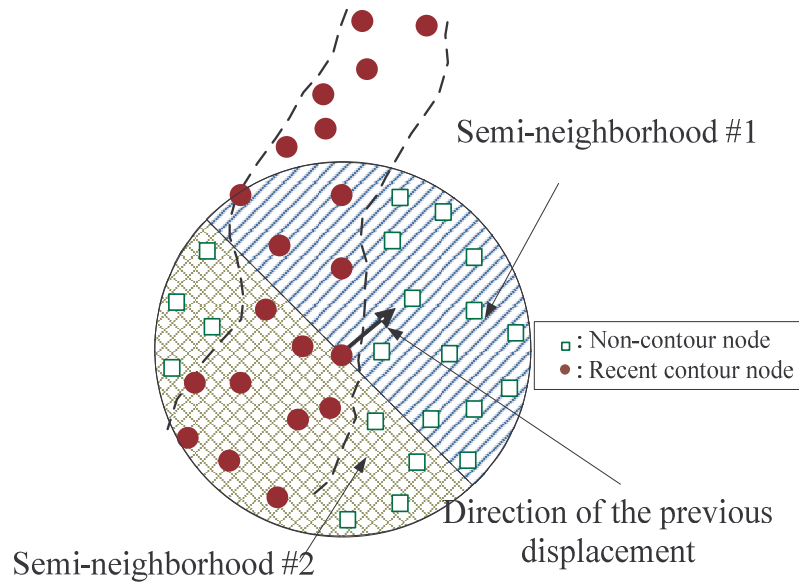 Semi-neighborhood #1
: Non-contour node
: Recent contour node
Direction of the previous
displacement
Semi-neighborhood #2